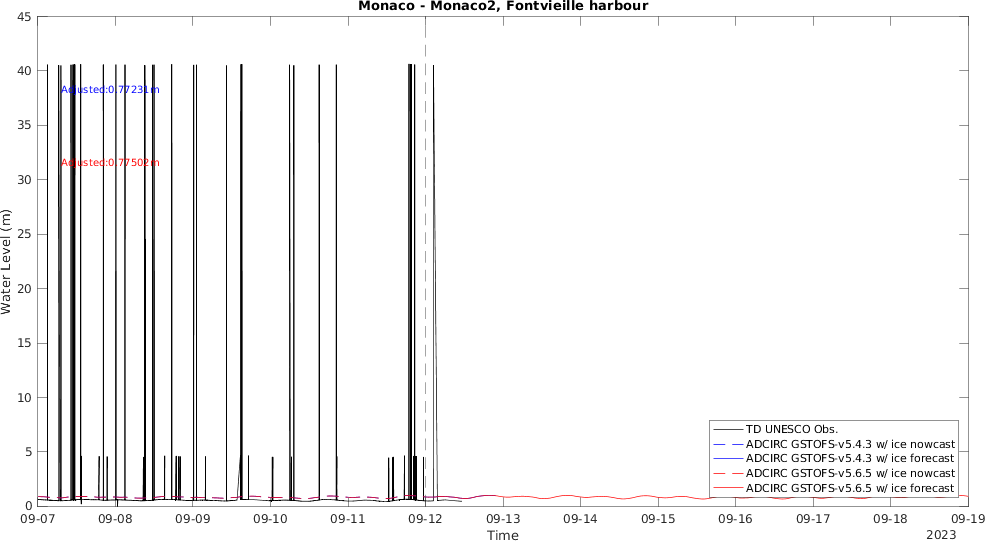 Monaco - Monaco2, Fontvieille harbour
45
40
35
30
25
20
15
10
5
0
Water Level (m)
Adjusted:0.77231m
Adjusted:0.77502m
TD UNESCO Obs.
ADCIRC GSTOFS-v5.4.3 w/ ice nowcast
ADCIRC GSTOFS-v5.4.3 w/ ice forecast
ADCIRC GSTOFS-v5.6.5 w/ ice nowcast
ADCIRC GSTOFS-v5.6.5 w/ ice forecast
09-07 09-08 09-09 09-10 09-11 09-12 09-13 09-14 09-15 09-16 09-17 09-18 09-19
Time
2023